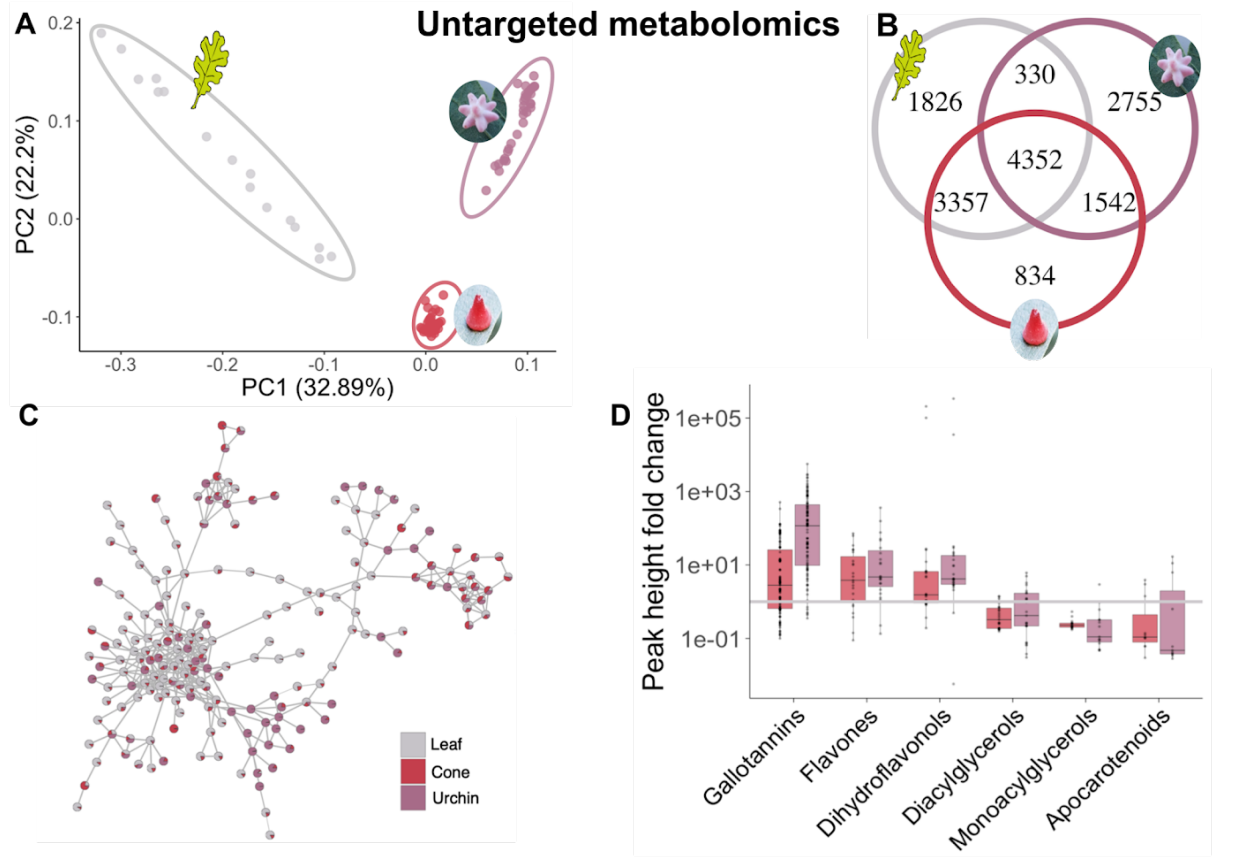 Untargeted metabolomics
A
0.2
0.1
0.0
-0.1
PC2 (22.2%)
-0.3
-0.2
-0.1
0.0
0.1
PC1 (32.89%)
B
1826
330
2755
4352
3357
1542
834
C
Leaf
Cone
Urchin
D
Peak height fold change
1e+05
1e+03
1e+01
1e-01
Gallotannins
Flavones
Dihydroflavonols
Diacylglycerols
Monoacylglycerols
Apocarotenoids